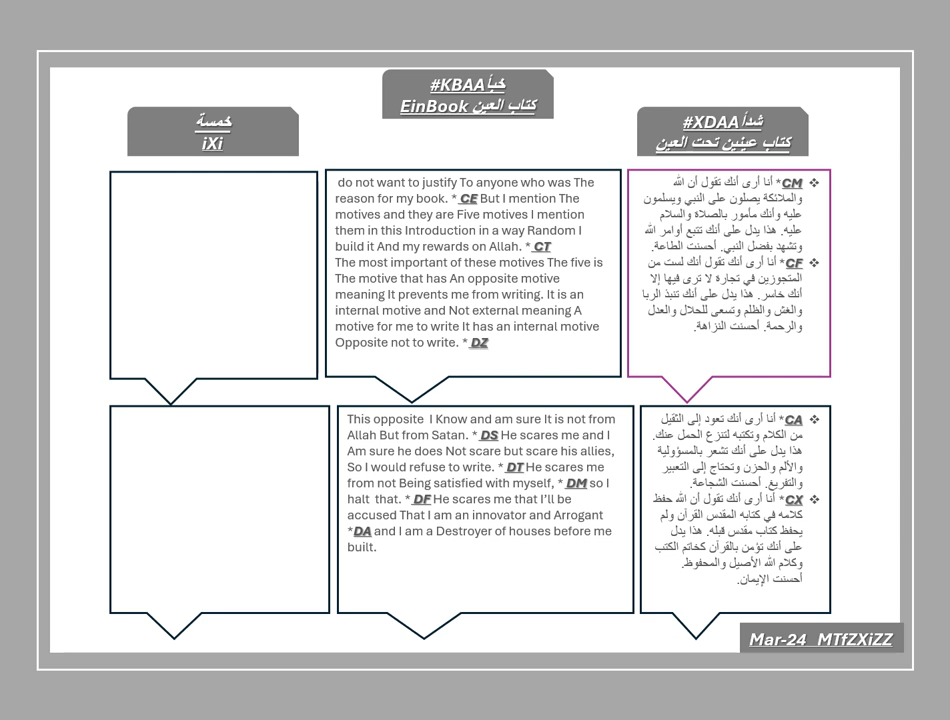 #KBAA خبأ
EinBook كتاب العين
خمسة
iXi
#XDAA شدأ
كتاب عينين تحت العين
do not want to justify To anyone who was The
reason for my book. * CE But I mention The
motives and they are Five motives I mention
them in this Introduction in a way Random I
build it And my rewards on Allah. * CT
The most important of these motives The five is
The motive that has An opposite motive
meaning It prevents me from writing. It is an
internal motive and Not external meaning A
motive for me to write It has an internal motive
Opposite not to write. * DZ
❖ CM* أنا أرى أنك تقول أن الله
والملائكة يصلون على النبي ويسلمون
عليه وأنك مأمور بالصلاة والسلام
عليه. هذا يدل على أنك تتبع أوامر الله
وتشهد بفضل النبي. أحسنت الطاعة.
❖ CF* أنا أرى أنك تقول أنك لست من
المتجوزين في تجارة لا ترى فيها إلا
أنك خاسر. هذا يدل على أنك تنبذ الربا
والغش والظلم وتسعى للحلال والعدل
والرحمة. أحسنت النزاهة.
This opposite I Know and am sure It is not from
Allah But from Satan. * DS He scares me and I
Am sure he does Not scare but scare his allies,
So I would refuse to write. * DT He scares me
from not Being satisfied with myself, * DM so I
halt that. * DF He scares me that I'll be
accused That I am an innovator and Arrogant
*DA and I am a Destroyer of houses before me
built.
❖ CA* أنا أرى أنك تعود إلى الثقيل
من الكلام وتكتبه لتنزع الحمل عنك.
هذا يدل على أنك تشعر بالمسؤولية
والألم والحزن وتحتاج إلى التعبير
والتفريغ. أحسنت الشجاعة.
❖ CX* أنا أرى أنك تقول أن الله حفظ
كلامه في كتابه المقدس القرآن ولم
يحفظ كتاب مقدس قبله. هذا يدل
على أنك تؤمن بالقرآن كخاتم الكتب
وكلام الله الأصيل والمحفوظ.
أحسنت الإيمان.
Mar-24 MTfZXiZZ